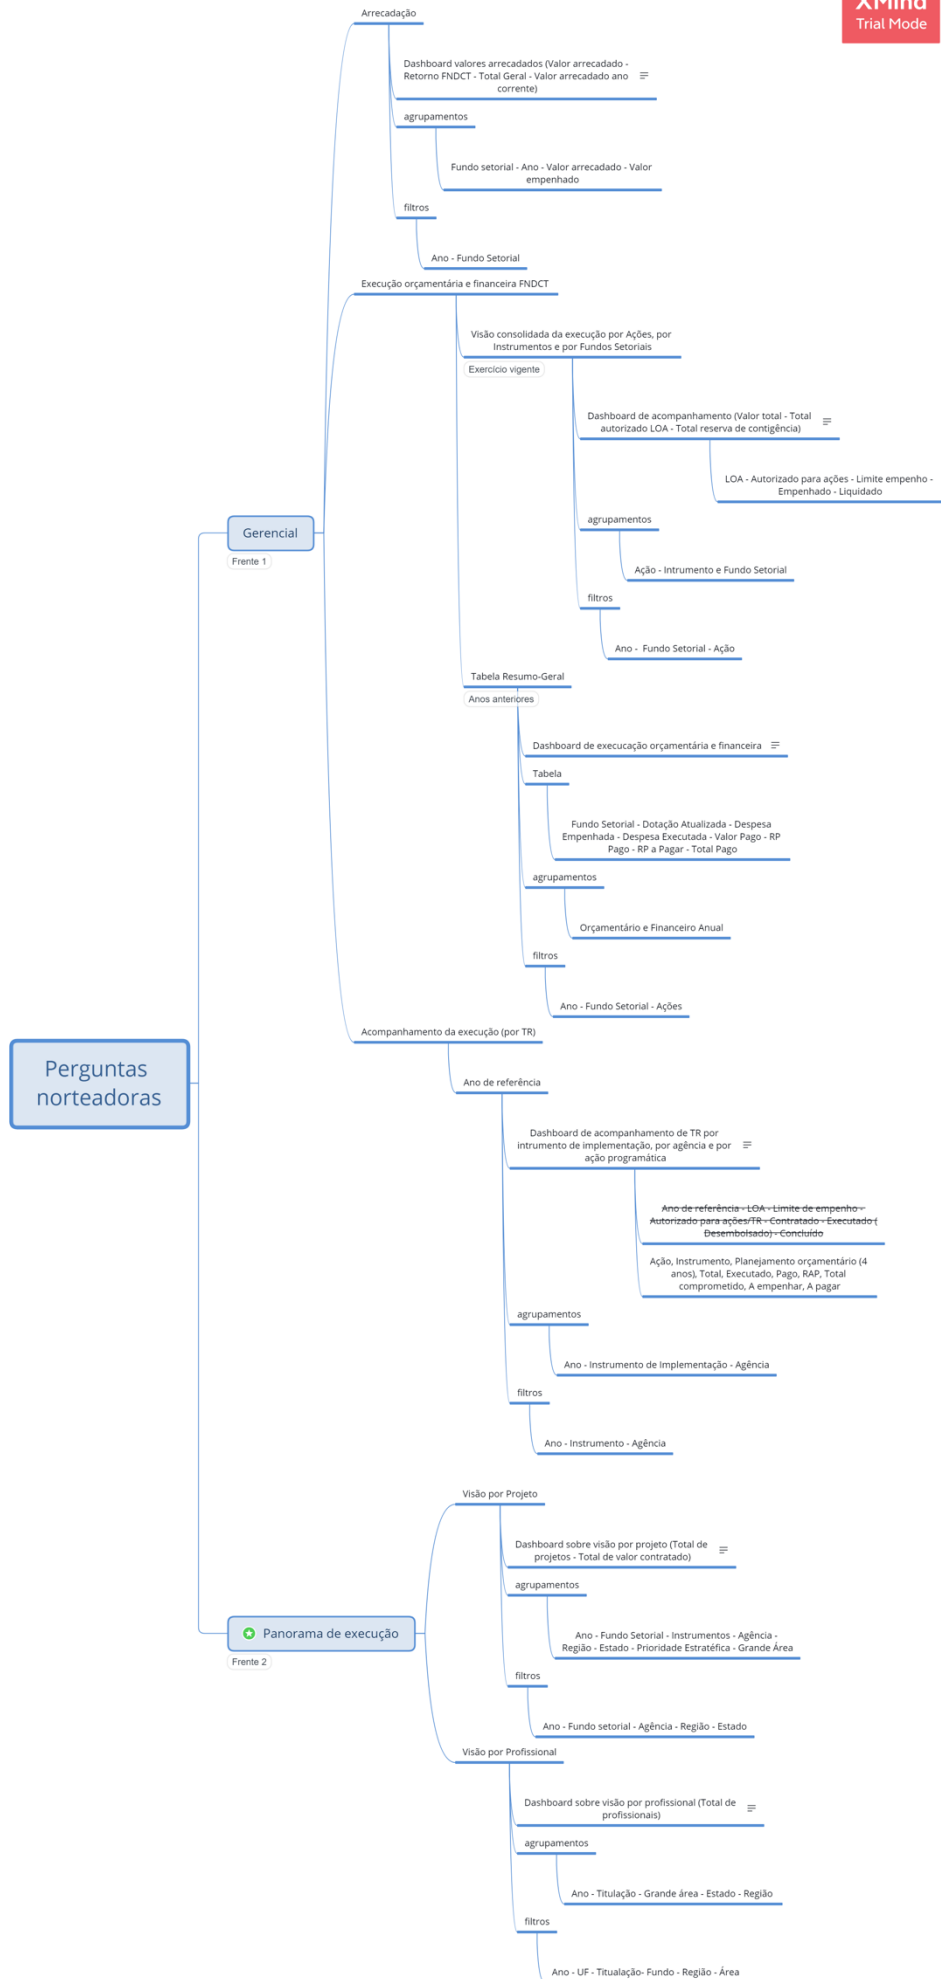 XMind
Trial Mode
Arrecadação
Dashboard valores arrecadados (Valor arrecadado -
Retorno FNDCT - Total Geral - Valor arrecadado ano
corrente)
agrupamentos
Fundo setorial - Ano - Valor arrecadado - Valor
empenhado
filtros
Ano - Fundo Setorial
Execução orçamentária e financeira FNDCT
Visão consolidada da execução por Ações, por
Instrumentos e por Fundos Setoriais
Exercício vigente
Dashboard de acompanhamento (Valor total - Total
autorizado LOA - Total reserva de contigência)
LOA - Autorizado para ações - Limite empenho -
Empenhado - Liquidado
agrupamentos
Ação - Intrumento e Fundo Setorial
filtros
Ano -  Fundo Setorial - Ação
Gerencial
Frente 1
Tabela Resumo-Geral
Anos anteriores
Dashboard de execucação orçamentária e financeira
Tabela
Fundo Setorial - Dotação Atualizada - Despesa
Empenhada - Despesa Executada - Valor Pago - RP
Pago - RP a Pagar - Total Pago
agrupamentos
Orçamentário e Financeiro Anual
filtros
Ano - Fundo Setorial - Ações
Acompanhamento da execução (por TR)
Perguntas
norteadoras
Ano de referência
Dashboard de acompanhamento de TR por
intrumento de implementação, por agência e por
ação programática
Ano de referência - LOA - Limite de empenho -
Autorizado para ações/TR - Contratado - Executado (
Desembolsado) - Concluído
Ação, Instrumento, Planejamento orçamentário (4
anos), Total, Executado, Pago, RAP, Total
comprometido, A empenhar, A pagar
agrupamentos
Ano - Instrumento de Implementação - Agência
filtros
Ano - Instrumento - Agência
Visão por Projeto
Dashboard sobre visão por projeto (Total de
projetos - Total de valor contratado)
agrupamentos
Ano - Fundo Setorial - Instrumentos - Agência -
Região - Estado - Prioridade Estratéfica - Grande Área
Panorama de execução
Frente 2
filtros
Ano - Fundo setorial - Agência - Região - Estado
Visão por Profissional
Dashboard sobre visão por profissional (Total de
profissionais)
agrupamentos
Ano - Titulação - Grande área - Estado - Região
filtros
Ano - UF - Titualação- Fundo - Região - Área